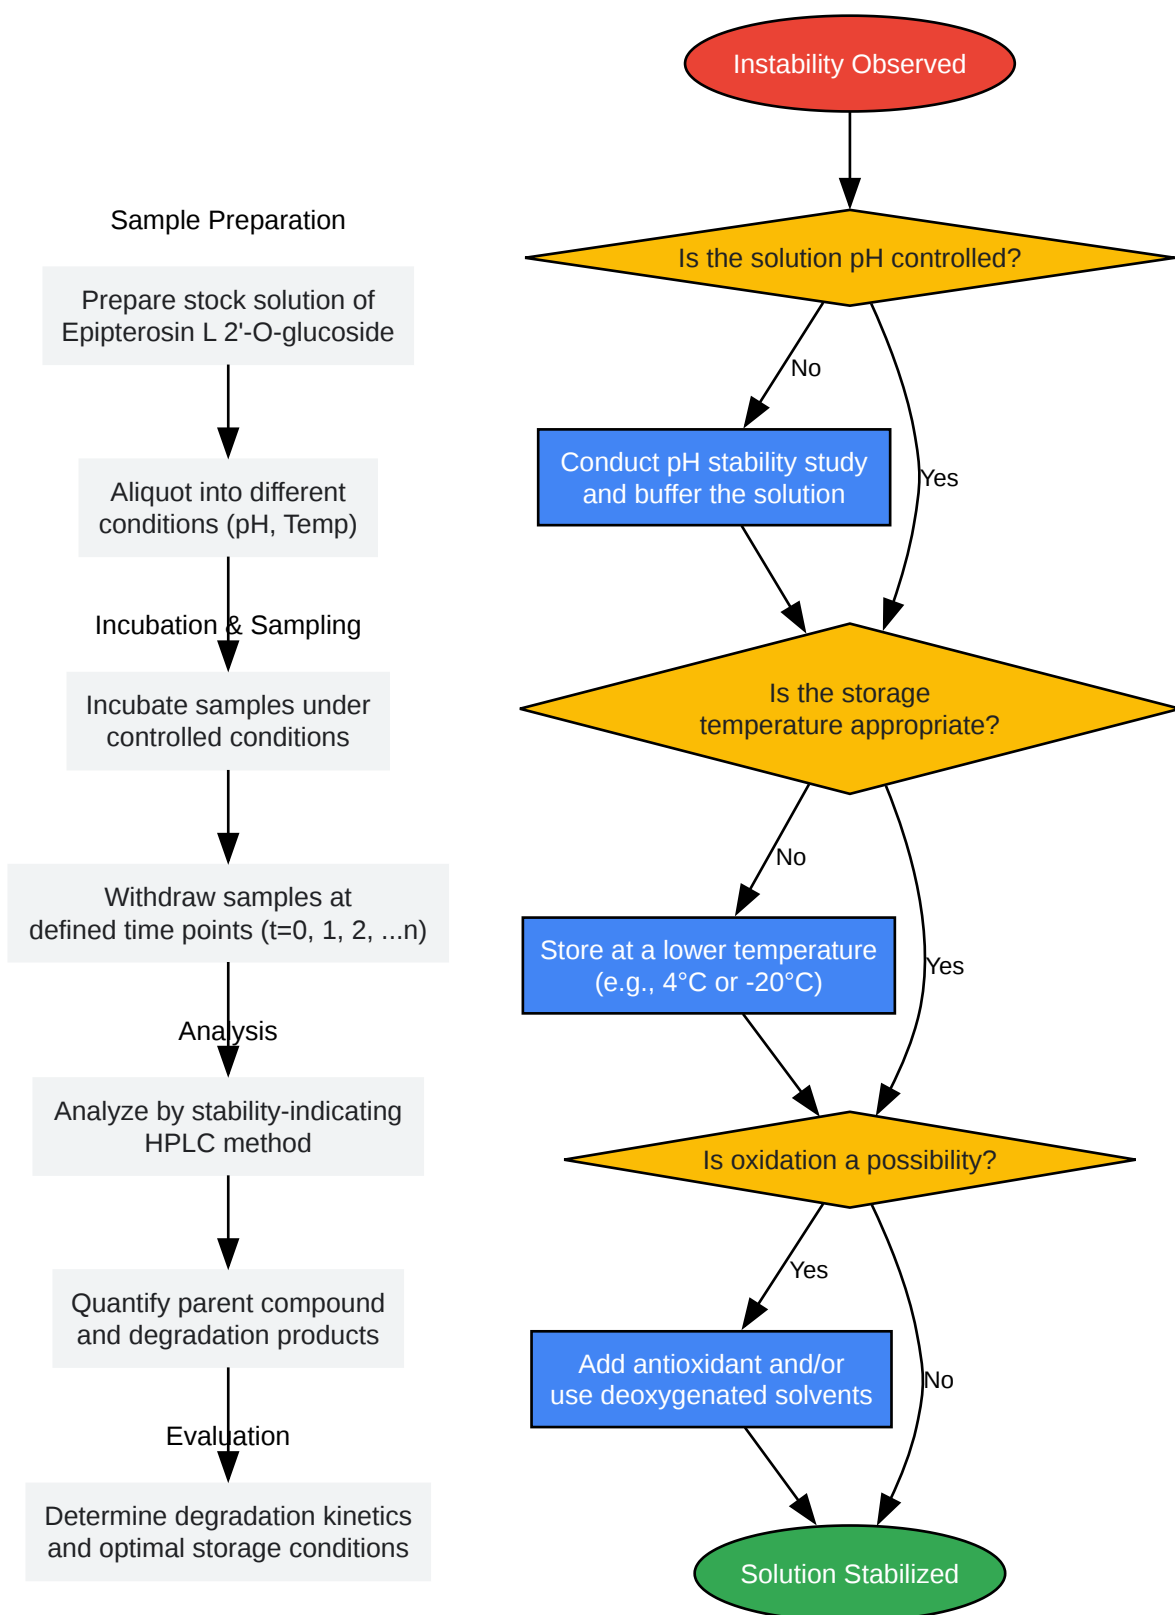 Sample Preparation
Prepare stock solution of
Epipterosin L 2'-O-glucoside
Aliquot into different
conditions (pH, Temp)
Incubation & Sampling
Incubate samples under
controlled conditions
Withdraw samples at
defined time points (t=0, 1, 2, ...n)
Analysis
Analyze by stability-indicating
HPLC method
Quantify parent compound
and degradation products
Evaluation
Determine degradation kinetics
and optimal storage conditions
Instability Observed
Is the solution pH controlled?
No
Conduct pH stability study
and buffer the solution
Yes
Is the storage
temperature appropriate?
No
Store at a lower temperature
(e.g., 4°C or -20°C)
Yes
Is oxidation a possibility?
Yes
Add antioxidant and/or
use deoxygenated solvents
No
Solution Stabilized